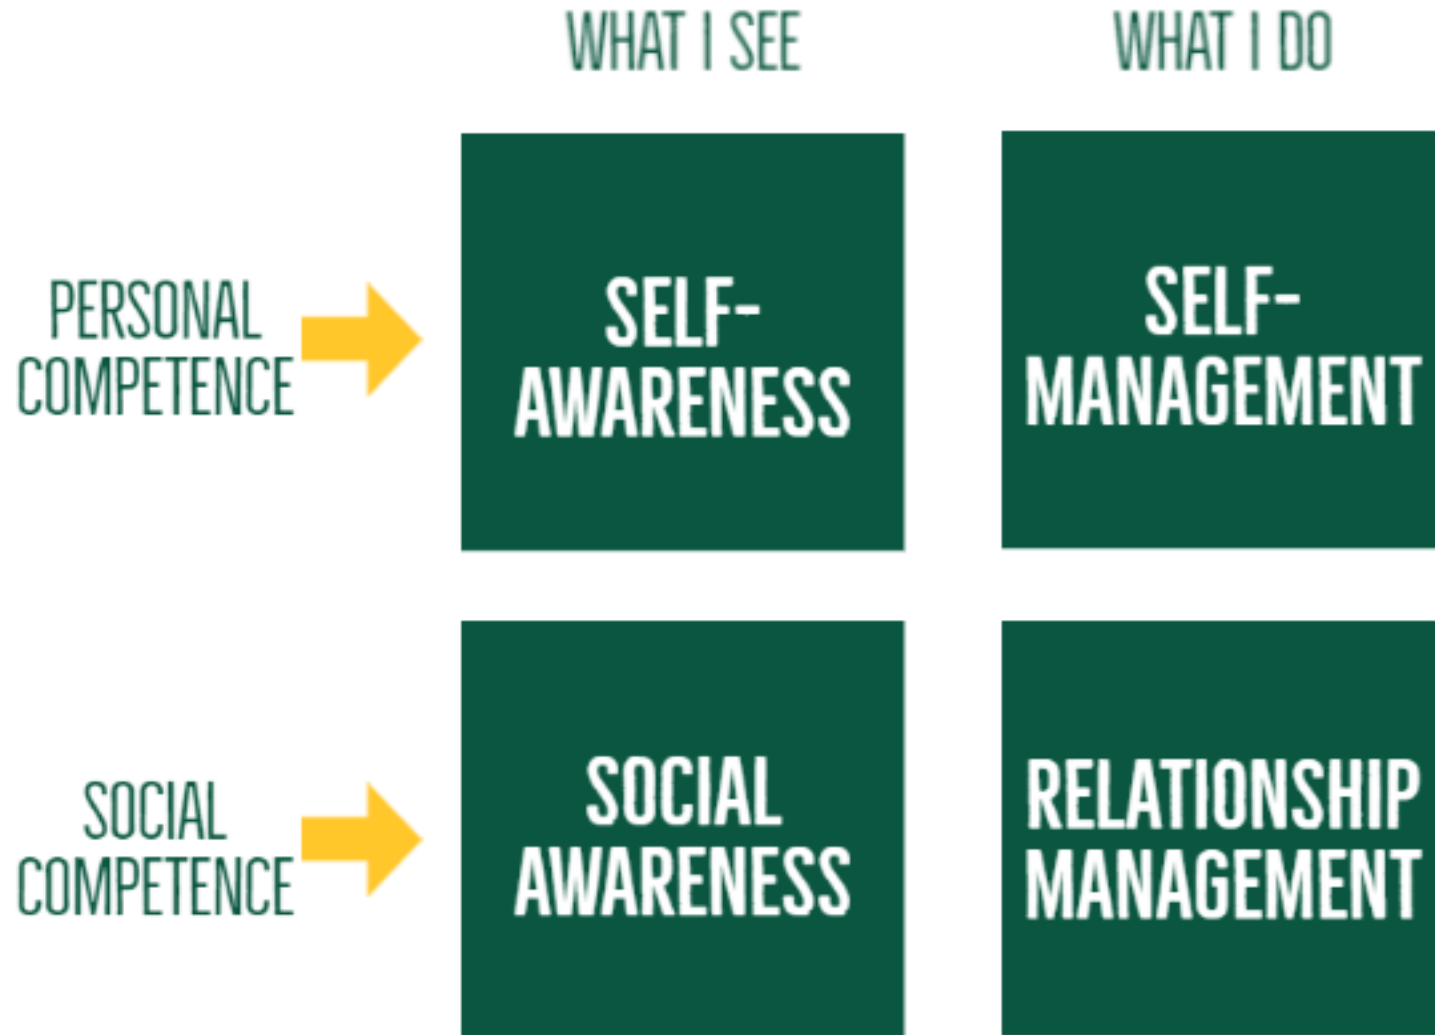 WHAT I SEE
WHAT I DO
PERSONAL
COMPETENCE
SELF-
AWARENESS
SELF-
MANAGEMENT
SOCIAL
COMPETENCE
SOCIAL
AWARENESS
RELATIONSHIP
MANAGEMENT